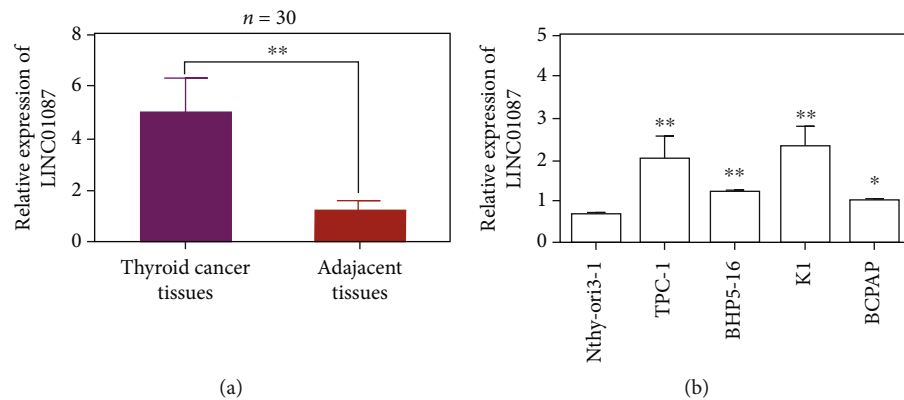 n = 30
Relative expression of
LINC01087
8
6
4
2
0
**
Thyroid cancer
tissues
Adajacent
tissues
(a)
Relative expression of
LINC01087
5
4
3
2
1
0
**
**
**
*
Nthy-ori3-1
TPC-1
BHP5-16
K1
BCPAP
(b)